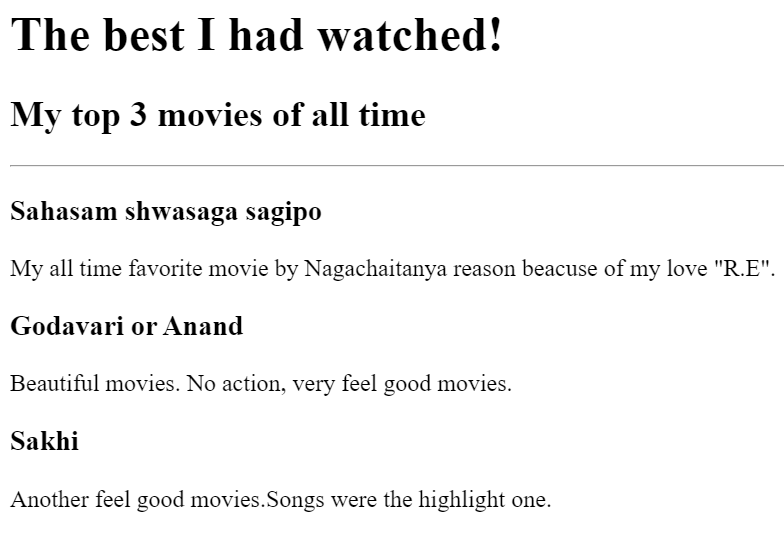 The best I had watched!
My top 3 movies of all time
Sahasam shwasaga sagipo
My all time favorite movie by Nagachaitanya reason beacuse of my love "R.E".
Godavari or Anand
Beautiful movies. No action, very feel good movies.
Sakhi
Another feel good movies.Songs were the highlight one.